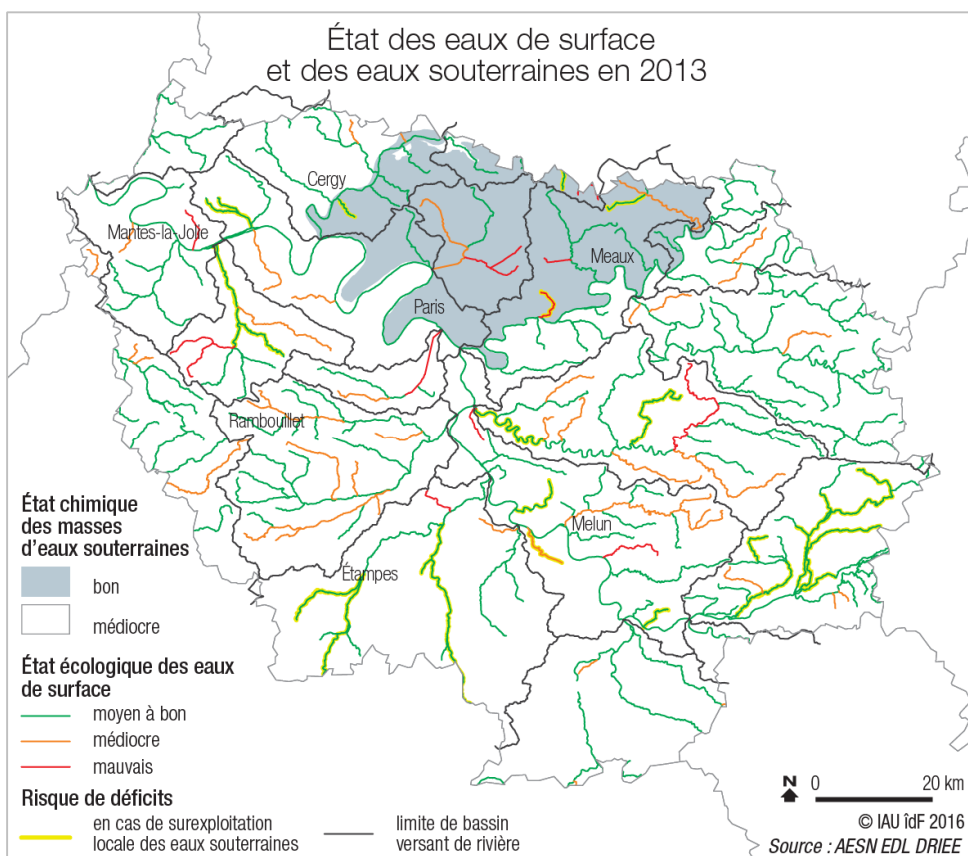 État des eaux de surface
et des eaux souterraines en 2013
Cergy
Mantes-la-Jolie
Meaux
Paris
Rambouillet
Melun
Étampes
État chimique
des masses
d'eaux souterraines
bon
médiocre
État écologique des eaux
de surface
moyen à bon
médiocre
mauvais
Risque de déficits
en cas de surexploitation
locale des eaux souterraines
limite de bassin
versant de rivière
N 0 20 km
© IAU îdF 2016
Source : AESN EDL DRIEE